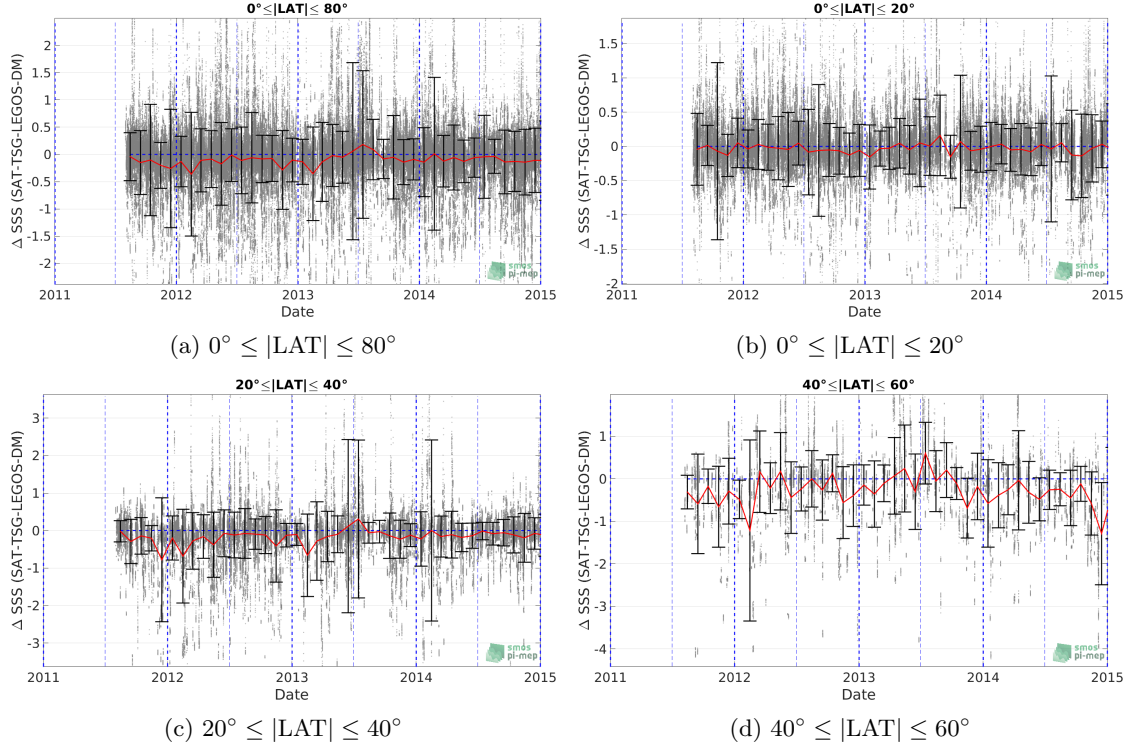 0°≤|LAT|≤ 80°
Δ SSS (SAT-TSG-LEGOS-DM)
2
1.5
1
0.5
0
-0.5
-1
-1.5
-2
2011 2012 2013 2014 2015
Date
smos
pi-mep
(a) 0° ≤ |LAT| ≤ 80°
0°≤|LAT|≤ 20°
Δ SSS (SAT-TSG-LEGOS-DM)
1.5
1
0.5
0
-0.5
-1
-1.5
-2
2011 2012 2013 2014 2015
Date
smos
pi-mep
(b) 0° ≤ |LAT| ≤ 20°
20°≤|LAT|≤ 40°
Δ SSS (SAT-TSG-LEGOS-DM)
3
2
1
0
-1
-2
-3
2011 2012 2013 2014 2015
Date
smos
pi-mep
(c) 20° ≤ |LAT| ≤ 40°
40°≤|LAT|≤ 60°
Δ SSS (SAT-TSG-LEGOS-DM)
1
0
-1
-2
-3
-4
2011 2012 2013 2014 2015
Date
smos
pi-mep
(d) 40° ≤ |LAT| ≤ 60°